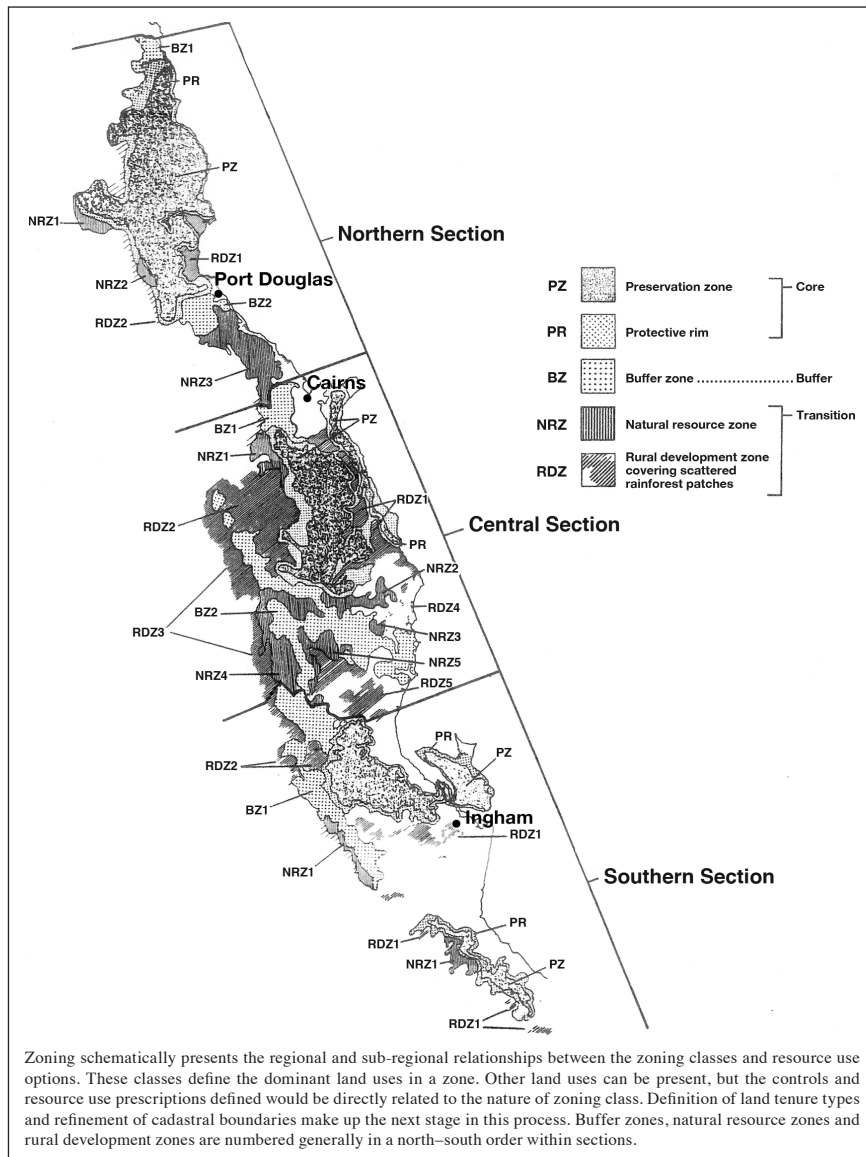 BZ1
PR
PZ
NRZ1
Northern Section
RDZ1
NRZ2
Port Douglas
BZ2
RDZ2
NRZ3
Cairns
BZ1
PZ
NRZ1
RDZ1
RDZ2
Central Section
PR
NRZ2
BZ2
RDZ4
RDZ3
NRZ3
NRZ5
NRZ4
RDZ5
PR
PZ
RDZ2
BZ1
Ingham
RDZ1
NRZ1
Southern Section
PR
RDZ1
NRZ1
PZ
RDZ1
PZ Preservation zone Core
PR Protective rim
BZ Buffer zone ..................... Buffer
NRZ Natural resource zone Transition
RDZ Rural development zone
covering scattered
rainforest patches
Zoning schematically presents the regional and sub-regional relationships between the zoning classes and resource use
options. These classes define the dominant land uses in a zone. Other land uses can be present, but the controls and
resource use prescriptions defined would be directly related to the nature of zoning class. Definition of land tenure types
and refinement of cadastral boundaries make up the next stage in this process. Buffer zones, natural resource zones and
rural development zones are numbered generally in a north–south order within sections.